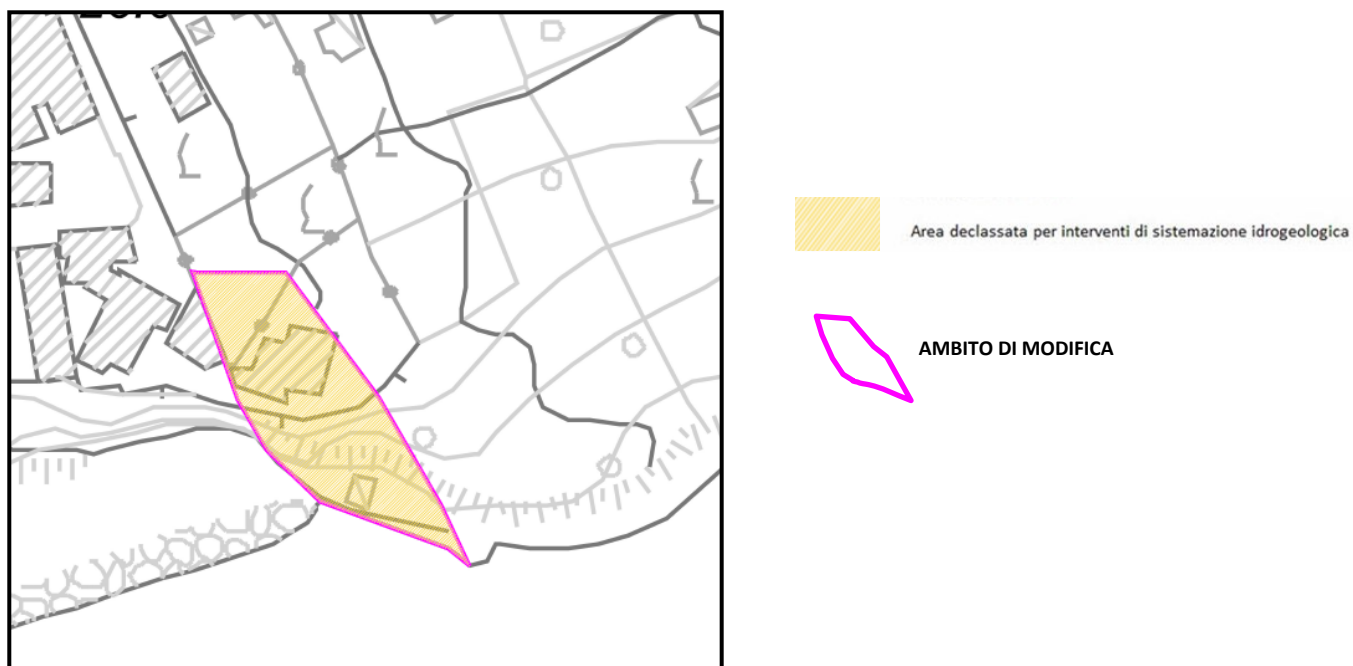 Area declassata per interventi di sistemazione idrogeologica
AMBITO DI MODIFICA